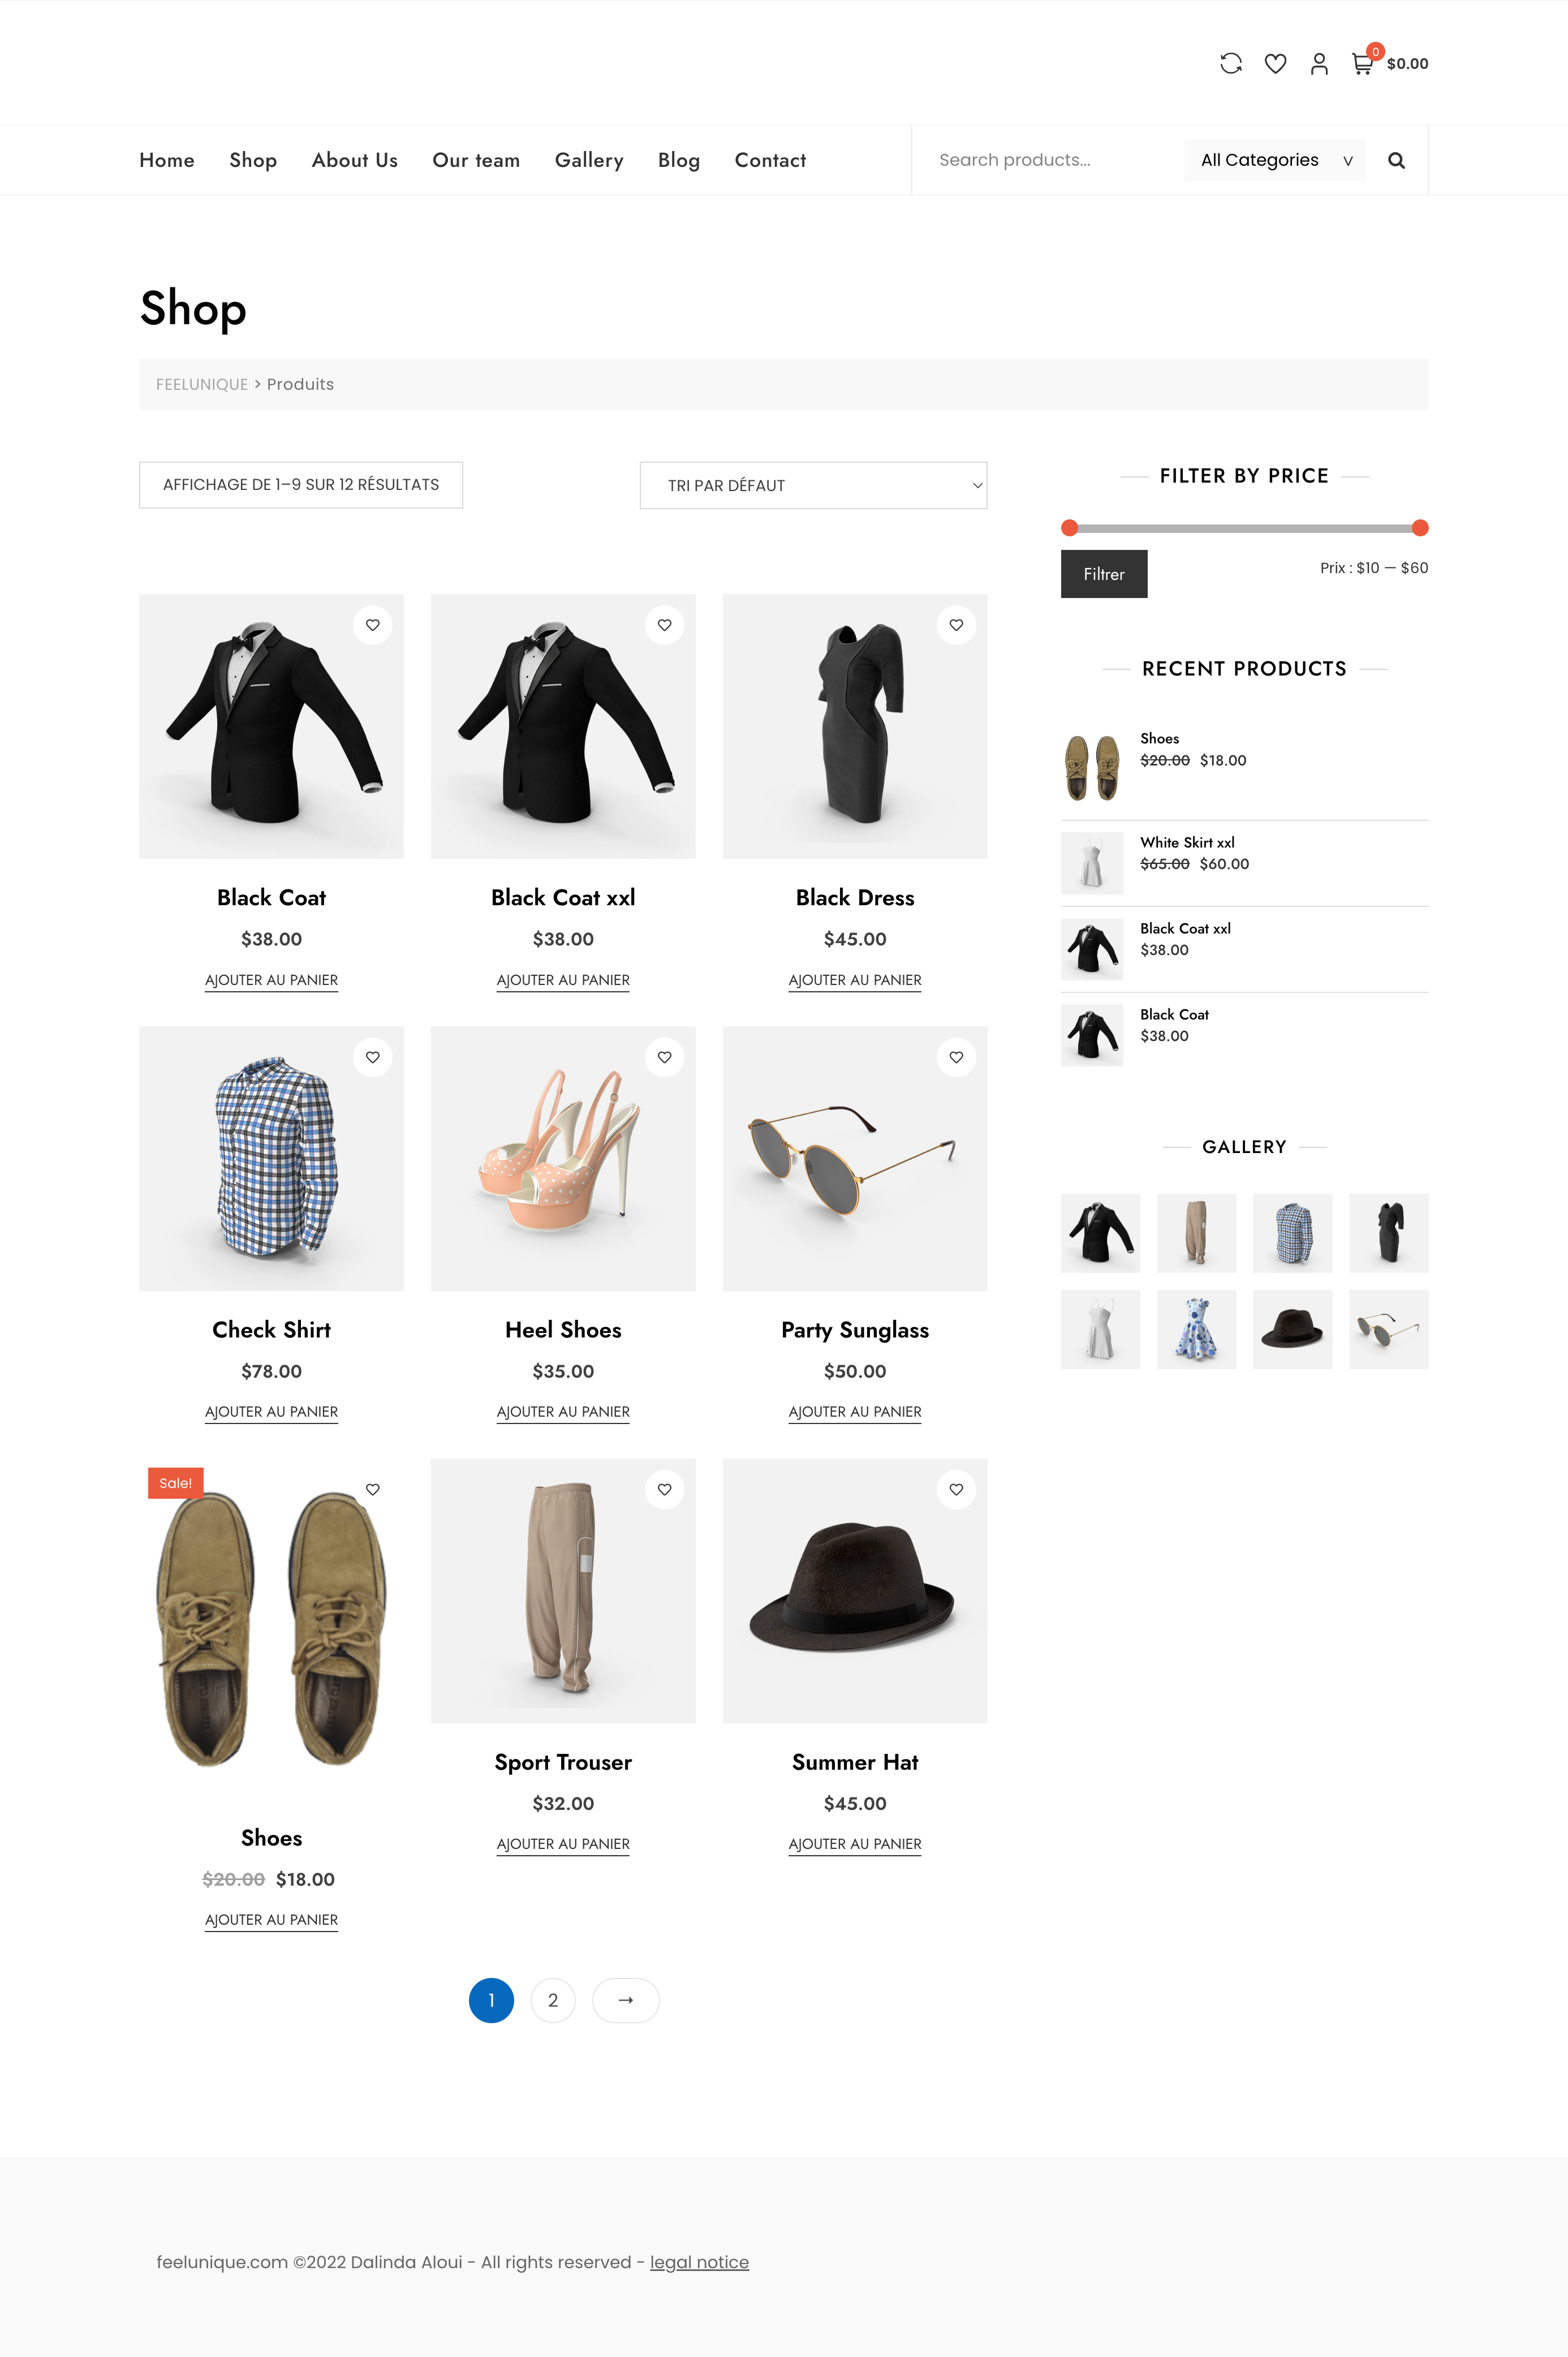 0
$0.00
Home Shop About Us Our team Gallery Blog Contact
Search products...
All Categories
Shop
FEELUNIQUE > Produits
AFFICHAGE DE 1–9 SUR 12 RÉSULTATS
TRI PAR DÉFAUT
Black Coat
$38.00
AJOUTER AU PANIER
Black Coat xxl
$38.00
AJOUTER AU PANIER
Black Dress
$45.00
AJOUTER AU PANIER
Check Shirt
$78.00
AJOUTER AU PANIER
Heel Shoes
$35.00
AJOUTER AU PANIER
Party Sunglass
$50.00
AJOUTER AU PANIER
Sale!
Shoes
$20.00 $18.00
AJOUTER AU PANIER
Sport Trouser
$32.00
AJOUTER AU PANIER
Summer Hat
$45.00
AJOUTER AU PANIER
1 2 →
FILTER BY PRICE
Filtrer
Prix : $10 — $60
RECENT PRODUCTS
Shoes
$20.00 $18.00
White Skirt xxl
$65.00 $60.00
Black Coat xxl
$38.00
Black Coat
$38.00
GALLERY
feelunique.com ©2022 Dalinda Aloui - All rights reserved - legal notice